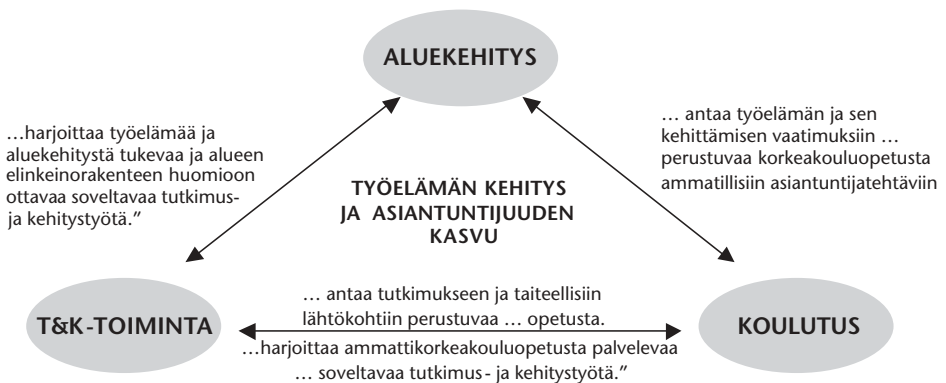 ALUEKEHITYS
…harjoittaa työelämää ja
aluekehitystä tukevaa ja alueen
elinkeinorakenteen huomioon
ottavaa soveltavaa tutkimus-
ja kehitystyötä.”
… antaa työelämän ja sen
kehittämisen vaatimuksiin …
perustuvaa korkeakouluopetusta
ammatillisiin asiantuntijatehtäviin
TYÖELÄMÄN KEHITYS
JA ASIANTUNTIJUUDEN
KASVU
T&K-TOIMINTA
… antaa tutkimukseen ja taiteellisiin
lähtökohtiin perustuvaa … opetusta.
…harjoittaa ammattikorkeakouluopetusta palvelevaa
… soveltavaa tutkimus- ja kehitystyötä.”
KOULUTUS